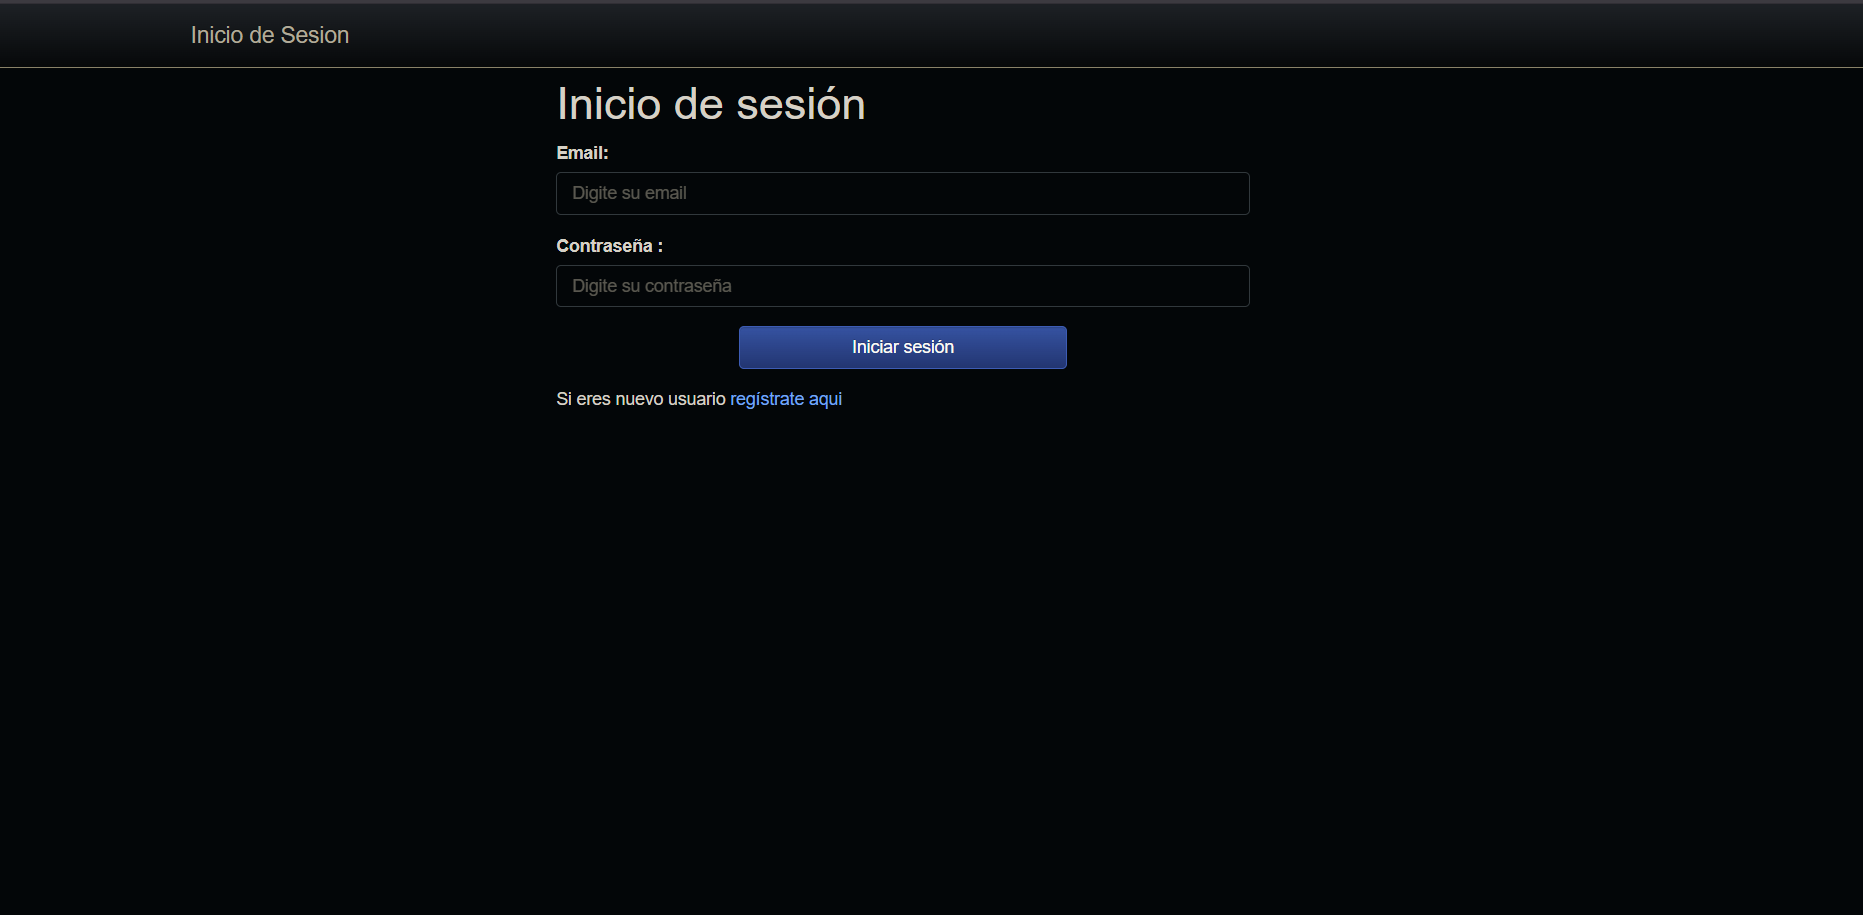 Inicio de Sesion
Inicio de sesión
Email:
Digite su email
Contraseña :
Digite su contraseña
Iniciar sesión
Si eres nuevo usuario regístrate aqui